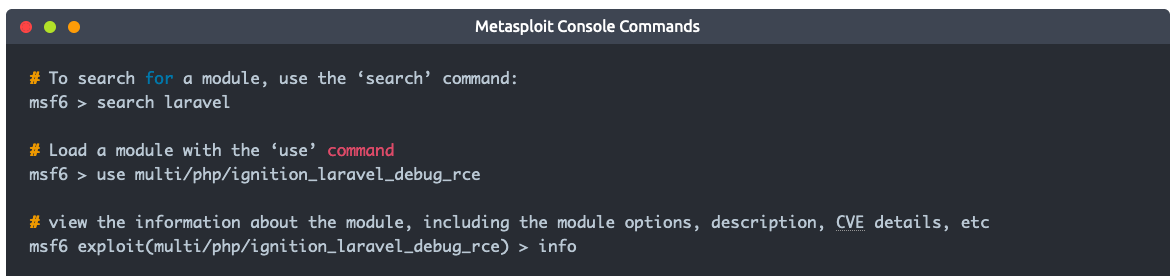 Metasploit Console Commands
# To search for a module, use the ‘search’ command:
msf6 > search laravel
# Load a module with the ‘use’ command
msf6 > use multi/php/ignition_laravel_debug_rce
# view the information about the module, including the module options, description, CVE details, etc
msf6 exploit(multi/php/ignition_laravel_debug_rce) > info